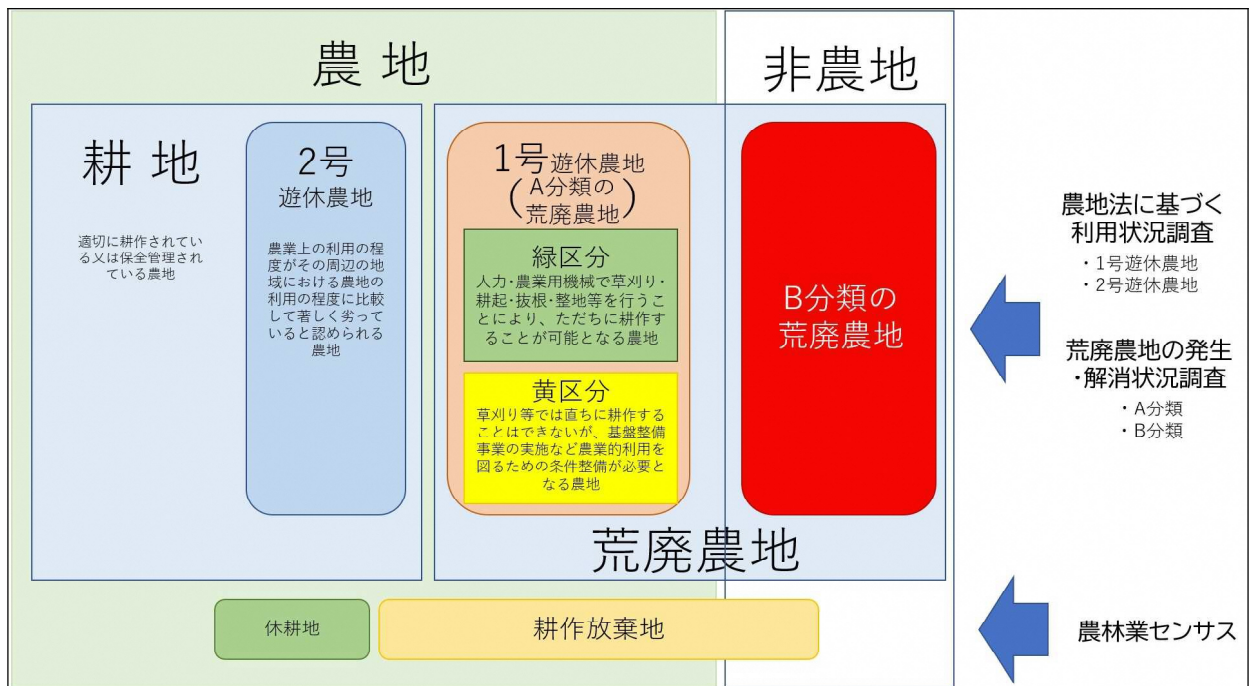 農 地
非農地
耕 地
適切に耕作されてい
る又は保全管理され
ている農地
2号
遊休農地
農業上の利用の程
度がその周辺の地
域における農地の
利用の程度に比較
して著しく劣って
いると認められる
農地
1号遊休農地
(A分類の
荒廃農地)
緑区分
人力・農業用機械で草刈り・
耕起・抜根・整地等を行うこ
とにより、ただちに耕作す
ることが可能となる農地
黄区分
草刈り等では直ちに耕作する
ことはできないが、基盤整備
事業の実施など農業的利用を
図るための条件整備が必要と
なる農地
B分類の
荒廃農地
荒廃農地
休耕地
耕作放棄地
農地法に基づく
利用状況調査
・1号遊休農地
・2号遊休農地
荒廃農地の発生
・解消状況調査
・A分類
・B分類
農林業センサス